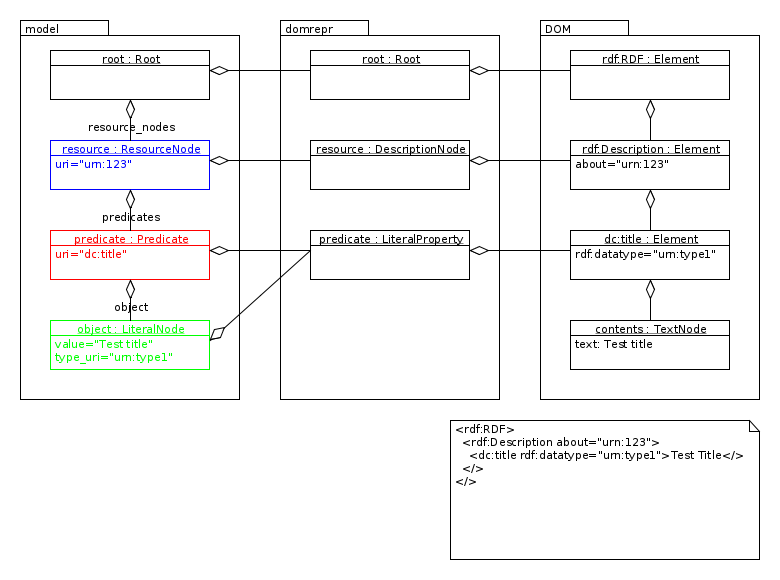 model
root : Root
resource_nodes
resource : ResourceNode
uri="urn:123"
predicates
predicate : Predicate
uri="dc:title"
object
object : LiteralNode
value="Test title"
type_uri="urn:type1"
domrepr
root : Root
resource : DescriptionNode
predicate : LiteralProperty
DOM
rdf:RDF : Element
rdf:Description : Element
about="urn:123"
dc:title : Element
rdf:datatype="urn:type1"
contents : TextNode
text: Test title
<rdf:RDF>
  <rdf:Description about="urn:123">
    <dc:title rdf:datatype="urn:type1">Test Title</>
  </>
</>